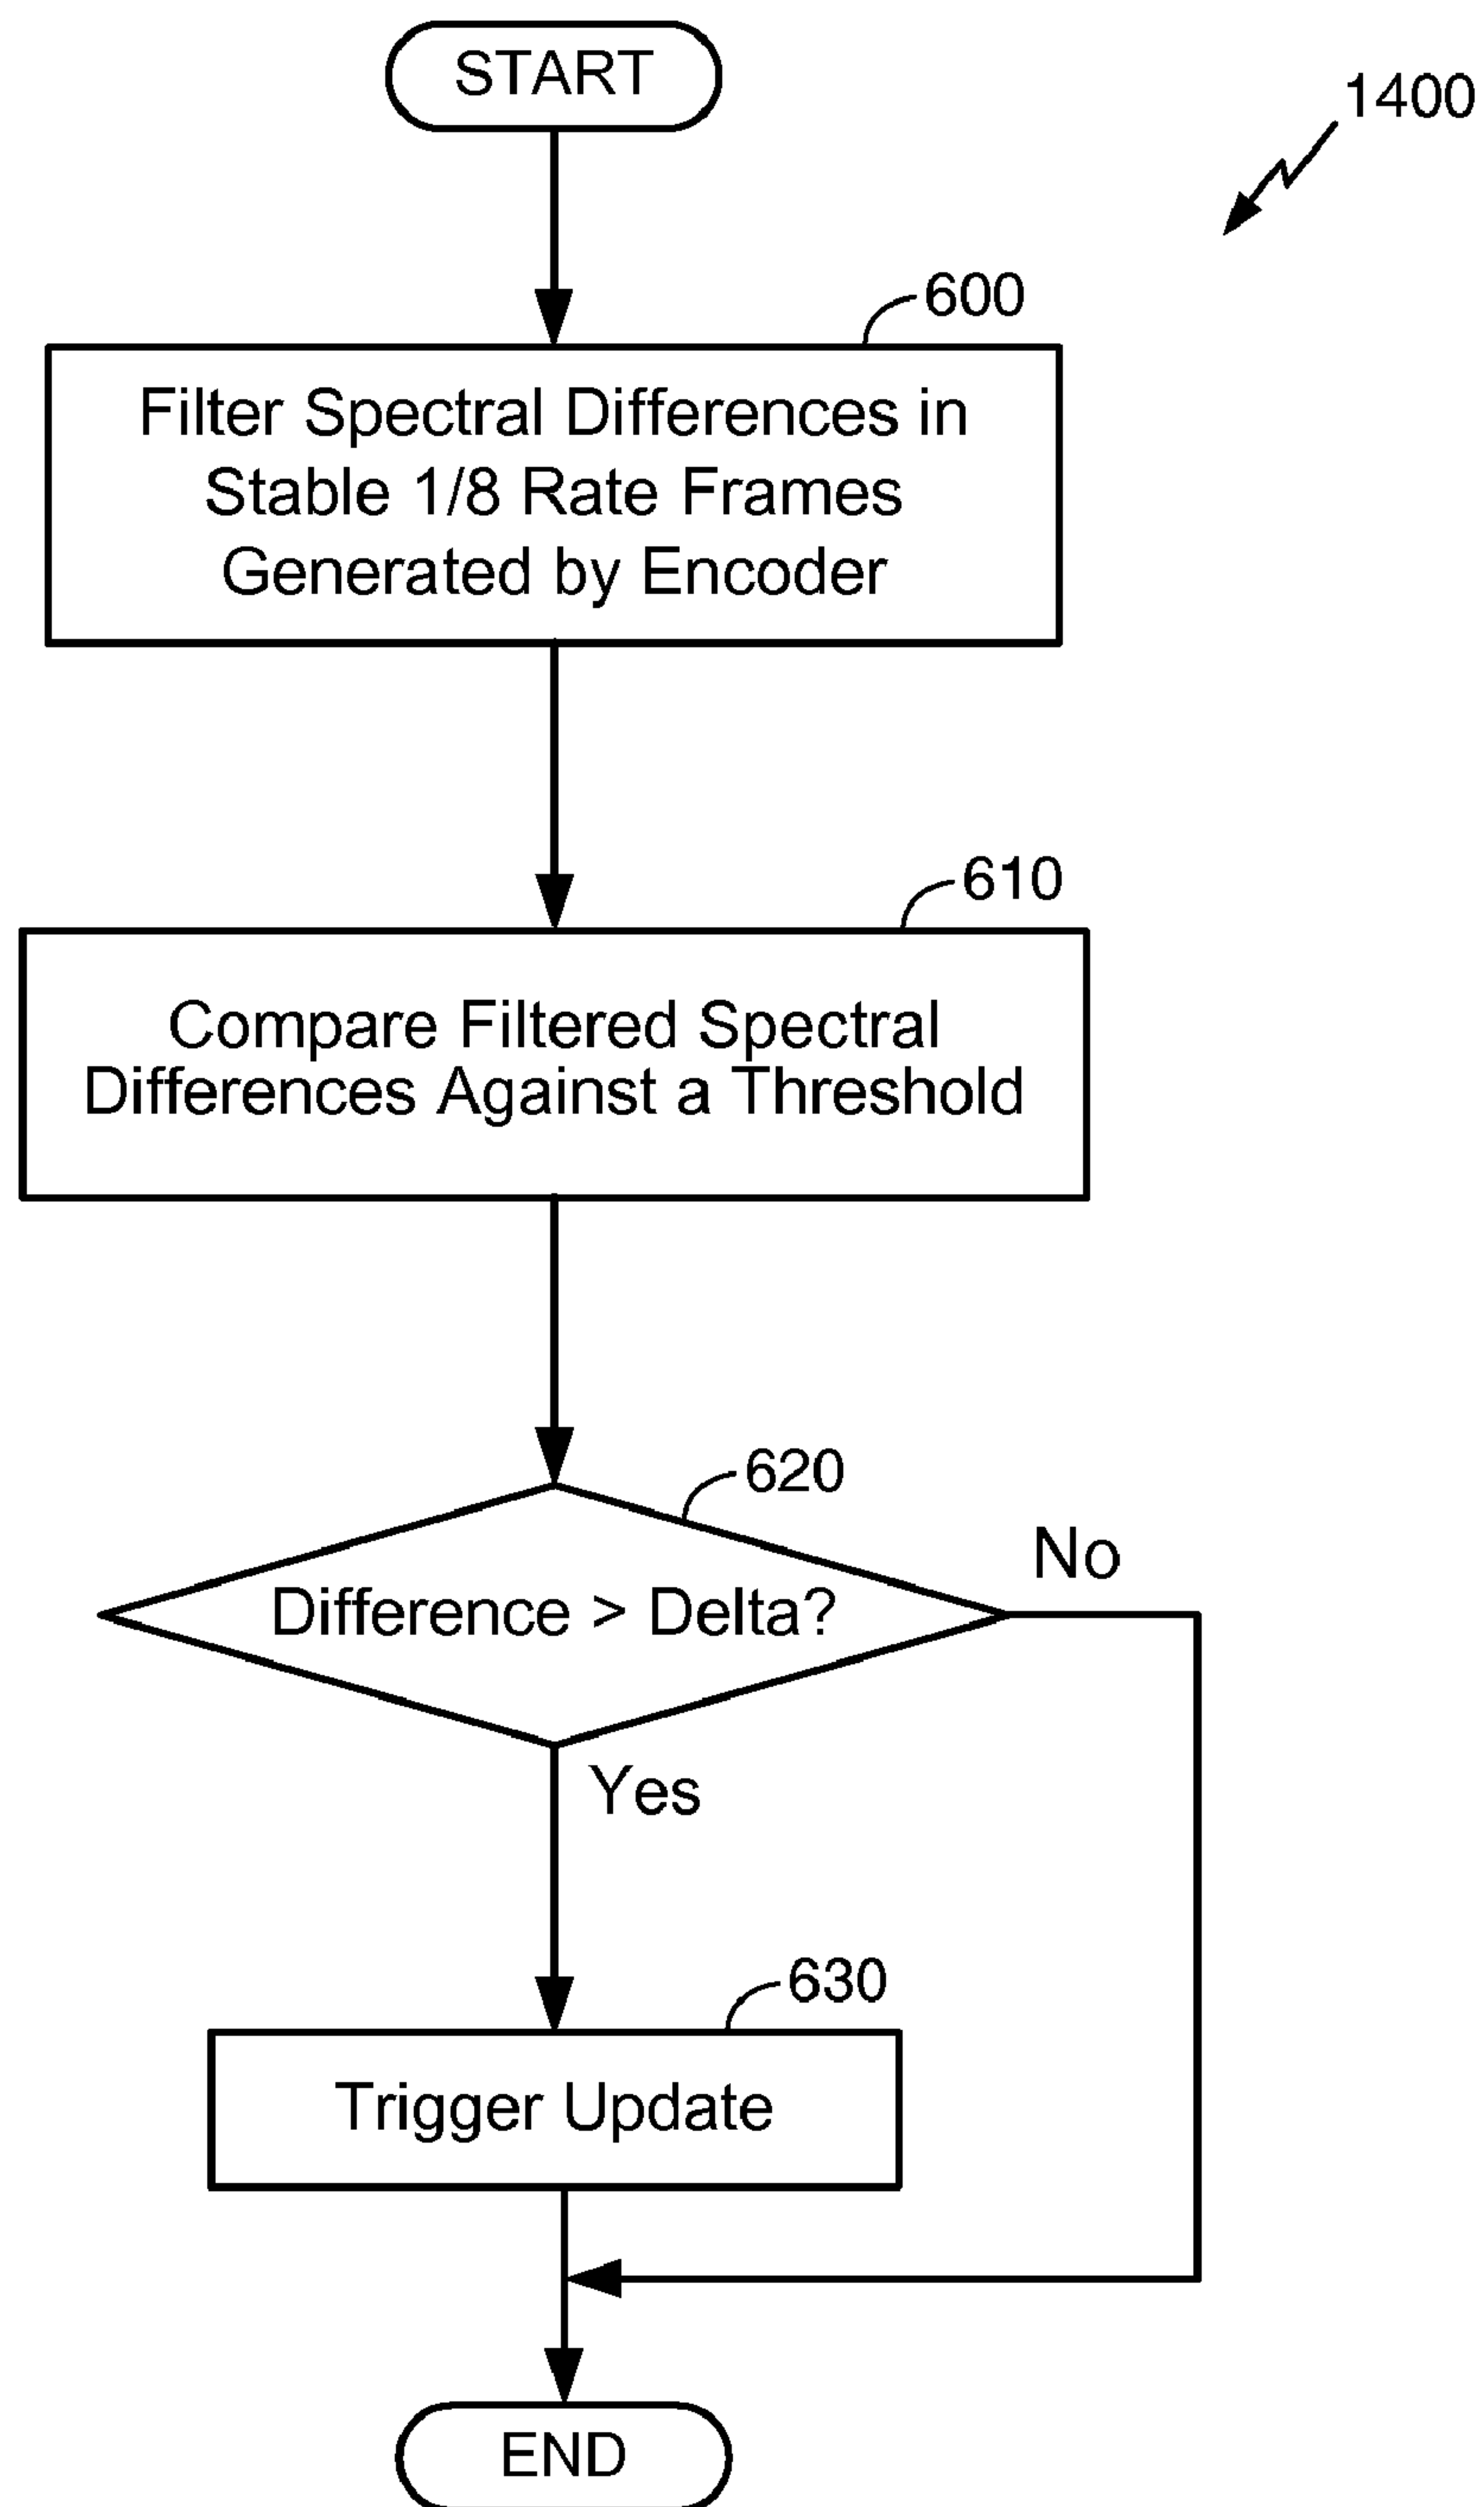 START
1400
600
Filter Spectral Differences in
Stable 1/8 Rate Frames
Generated by Encoder
610
Compare Filtered Spectral
Differences Against a Threshold
620
No
Difference > Delta?
Yes
630
Trigger Update
END